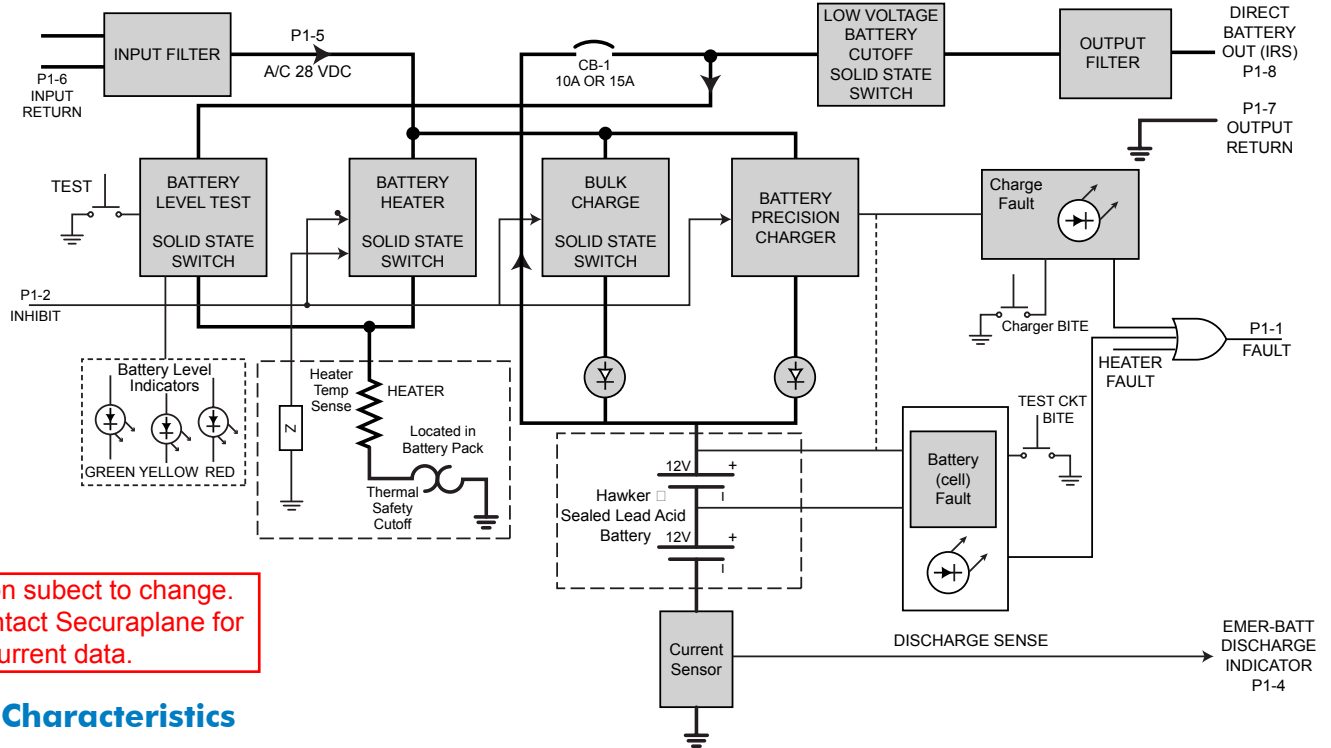 INPUT FILTER
P1-5
A/C 28 VDC
P1-6
INPUT
RETURN
CB-1
10A OR 15A
LOW VOLTAGE
BATTERY
CUTOFF
SOLID STATE
SWITCH
OUTPUT
FILTER
DIRECT
BATTERY
OUT (IRS)
P1-8
P1-7
OUTPUT
RETURN
TEST
BATTERY
LEVEL TEST
SOLID STATE
SWITCH
BATTERY
HEATER
SOLID STATE
SWITCH
BULK
CHARGE
SOLID STATE
SWITCH
BATTERY
PRECISION
CHARGER
Charge
Fault
P1-2
INHIBIT
Charger BITE
P1-1
FAULT
HEATER
FAULT
Battery Level
Indicators
GREEN YELLOW RED
Heater
Temp
Sense
Z
HEATER
Located in
Battery Pack
Thermal
Safety
Cutoff
12V +
Hawker □
Sealed Lead Acid
Battery
12V +
Battery
(cell)
Fault
TEST CKT
BITE
Current
Sensor
DISCHARGE SENSE
EMER-BATT
DISCHARGE
INDICATOR
P1-4
on subect to change.
ntact Securaplane for
urrent data.
Characteristics